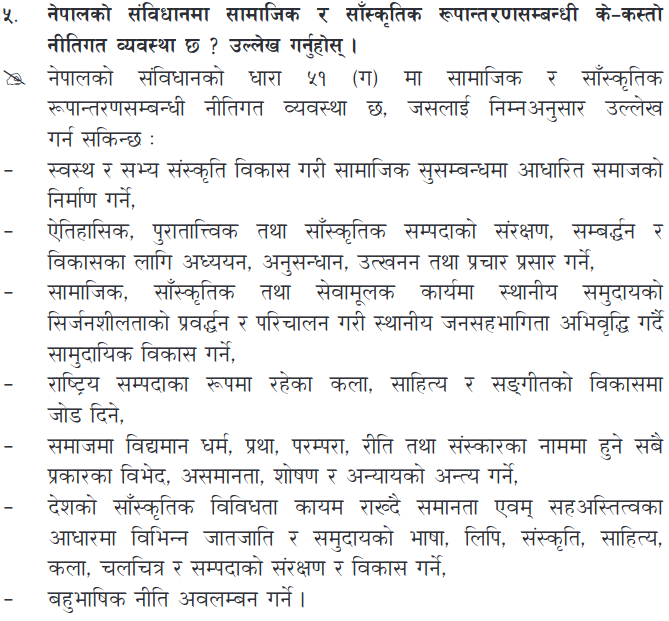 ५. नेपालको संविधानमा सामाजिक र साँस्कृतिक रूपान्तरणसम्बन्धी के-कस्तो
नीतिगत व्यवस्था छ ? उल्लेख गर्नुहोस् ।
नेपालको संविधानको धारा ५१ (ग) मा सामाजिक र साँस्कृतिक
रूपान्तरणसम्बन्धी नीतिगत व्यवस्था छ, जसलाई निम्नअनुसार उल्लेख
गर्न सकिन्छ :
- स्वस्थ र सभ्य संस्कृति विकास गरी सामाजिक सुसम्बन्धमा आधारित समाजको
निर्माण गर्ने,
- ऐतिहासिक, पुरातात्त्विक तथा साँस्कृतिक सम्पदाको संरक्षण, सम्बर्द्धन र
विकासका लागि अध्ययन, अनुसन्धान, उत्खनन तथा प्रचार प्रसार गर्ने,
- सामाजिक, साँस्कृतिक तथा सेवामूलक कार्यमा स्थानीय समुदायको
सिर्जनशीलताको प्रवर्द्धन र परिचालन गरी स्थानीय जनसहभागिता अभिवृद्धि गर्दै
सामुदायिक विकास गर्ने,
- राष्ट्रिय सम्पदाका रूपमा रहेका कला, साहित्य र सङ्गीतको विकासमा
जोड दिने,
- समाजमा विद्यमान धर्म, प्रथा, परम्परा, रीति तथा संस्कारका नाममा हुने सबै
प्रकारका विभेद, असमानता, शोषण र अन्यायको अन्त्य गर्ने,
- देशको साँस्कृतिक विविधता कायम राख्दै समानता एवम् सहअस्तित्वका
आधारमा विभिन्न जातजाति र समुदायको भाषा, लिपि, संस्कृति, साहित्य,
कला, चलचित्र र सम्पदाको संरक्षण र विकास गर्ने,
- बहुभाषिक नीति अवलम्बन गर्ने ।